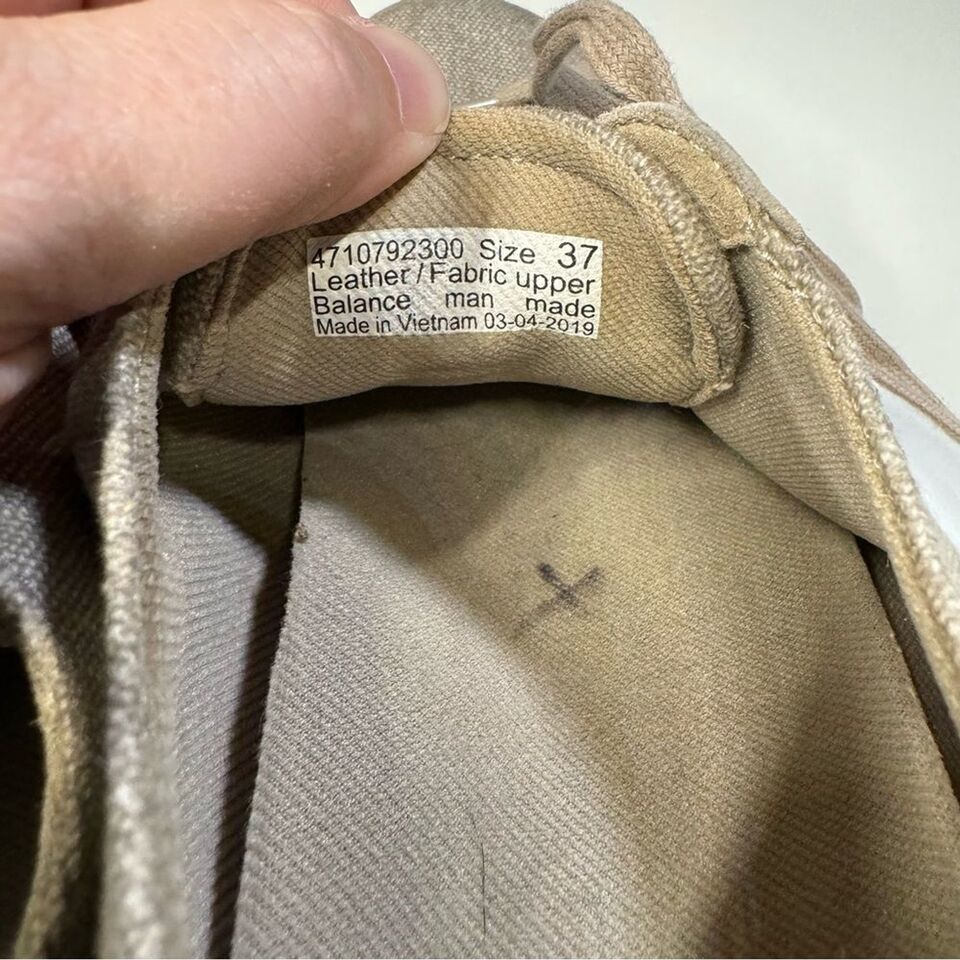 4710792300 Size 37
Leather / Fabric upper
Balance man made
Made in Vietnam 03-04-2019